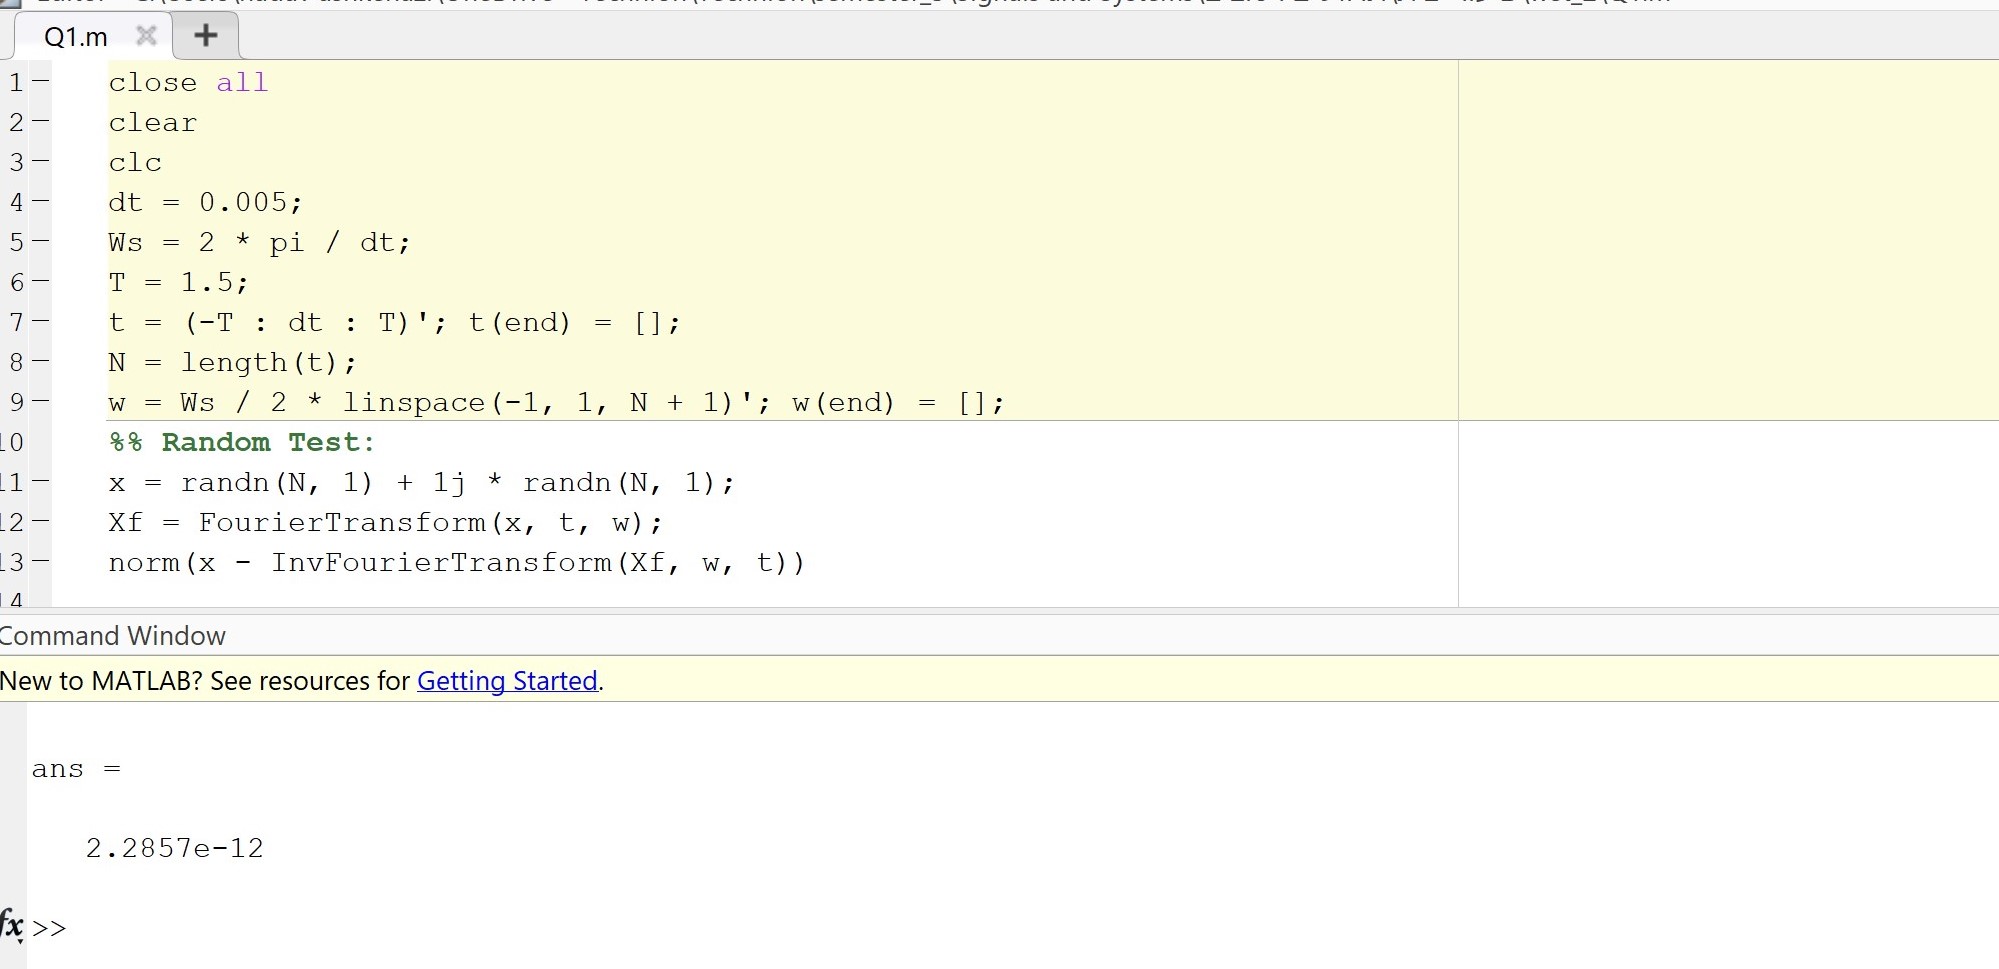 Q1.m
1 close all
2 clear
3 clc
4 dt = 0.005;
5 Ws = 2 * pi / dt;
6 T = 1.5;
7 t = (-T : dt : T)'; t(end) = [];
8 N = length(t);
9 w = Ws / 2 * linspace(-1, 1, N + 1)'; w(end) = [];
10 %% Random Test:
11 x = randn(N, 1) + 1j * randn(N, 1);
12 Xf = FourierTransform(x, t, w);
13 norm(x - InvFourierTransform(Xf, w, t))
14
Command Window
New to MATLAB? See resources for Getting Started.
ans =
2.2857e-12
fx >>